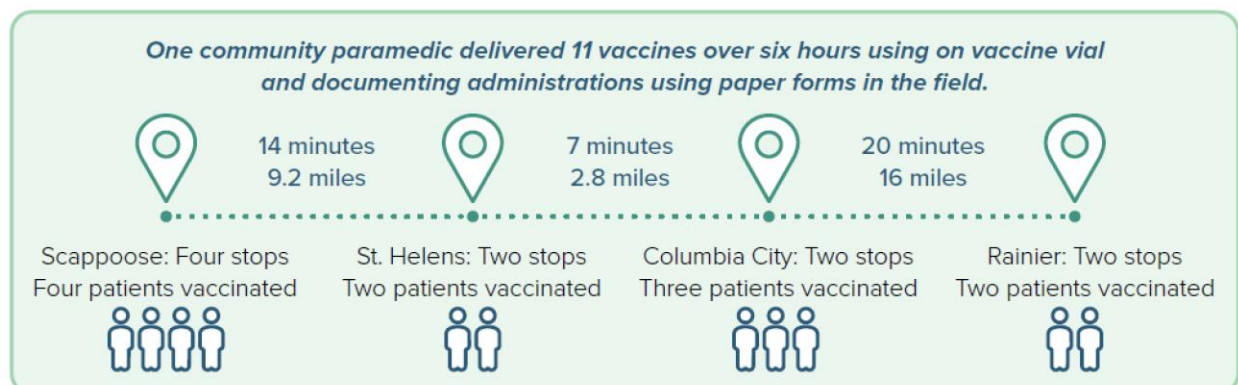 One community paramedic delivered 11 vaccines over six hours using on vaccine vial
and documenting administrations using paper forms in the field.
14 minutes
9.2 miles
7 minutes
2.8 miles
20 minutes
16 miles
Scappoose: Four stops
Four patients vaccinated
St. Helens: Two stops
Two patients vaccinated
Columbia City: Two stops
Three patients vaccinated
Rainier: Two stops
Two patients vaccinated